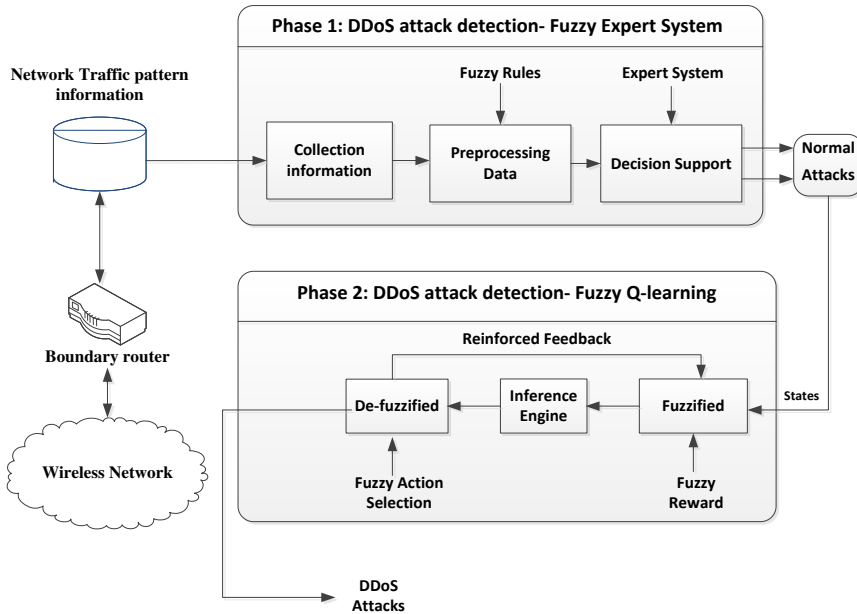 Phase 1: DDoS attack detection- Fuzzy Expert System
Network Traffic pattern
information
Fuzzy Rules
Expert System
Collection
information
Preprocessing
Data
Decision Support
Normal
Attacks
Phase 2: DDoS attack detection- Fuzzy Q-learning
Reinforced Feedback
Boundary router
De-fuzzified
Inference
Engine
Fuzzified
States
Wireless Network
Fuzzy Action
Selection
Fuzzy
Reward
DDoS
Attacks